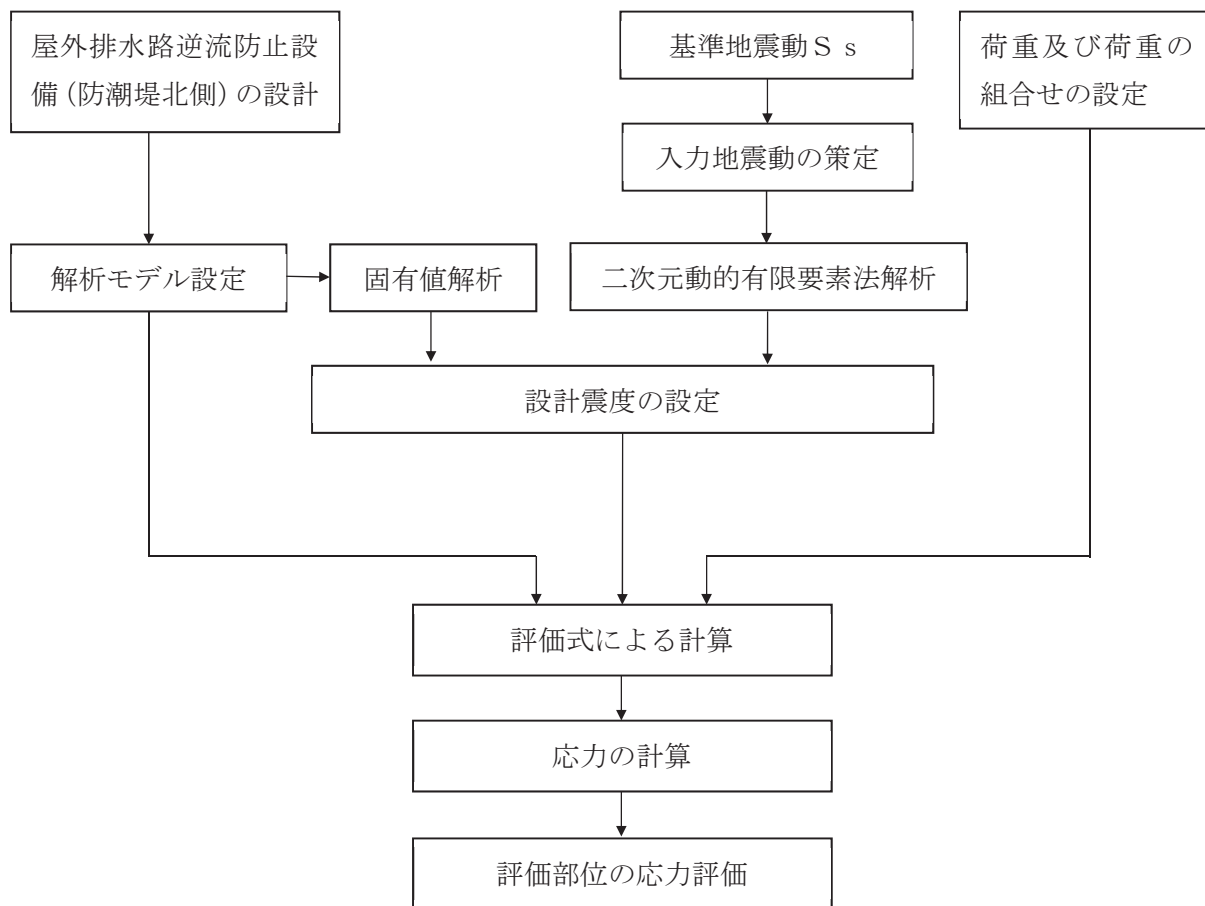 屋外排水路逆流防止設
備(防潮堤北側)の設計
基準地震動Ｓｓ
荷重及び荷重の
組合せの設定
入力地震動の策定
解析モデル設定
固有値解析
二次元動的有限要素法解析
設計震度の設定
評価式による計算
応力の計算
評価部位の応力評価